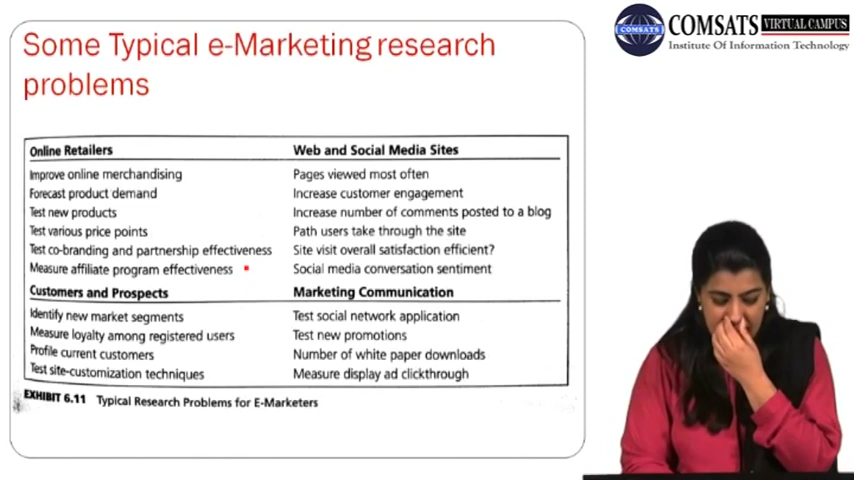 Some Typical e-Marketing research
problems
COMSATS
COMSATS VIRTUAL CAMPUS
Institute Of Information Technology
Online Retailers
Improve online merchandising
Forecast product demand
Test new products
Test various price points
Test co-branding and partnership effectiveness
Measure affiliate program effectiveness
Web and Social Media Sites
Pages viewed most often
Increase customer engagement
Increase number of comments posted to a blog
Path users take through the site
Site visit overall satisfaction efficient?
Social media conversation sentiment
Customers and Prospects
Identify new market segments
Measure loyalty among registered users
Profile current customers
Test site-customization techniques
Marketing Communication
Test social network application
Test new promotions
Number of white paper downloads
Measure display ad clickthrough
EXHIBIT 6.11 Typical Research Problems for E-Marketers